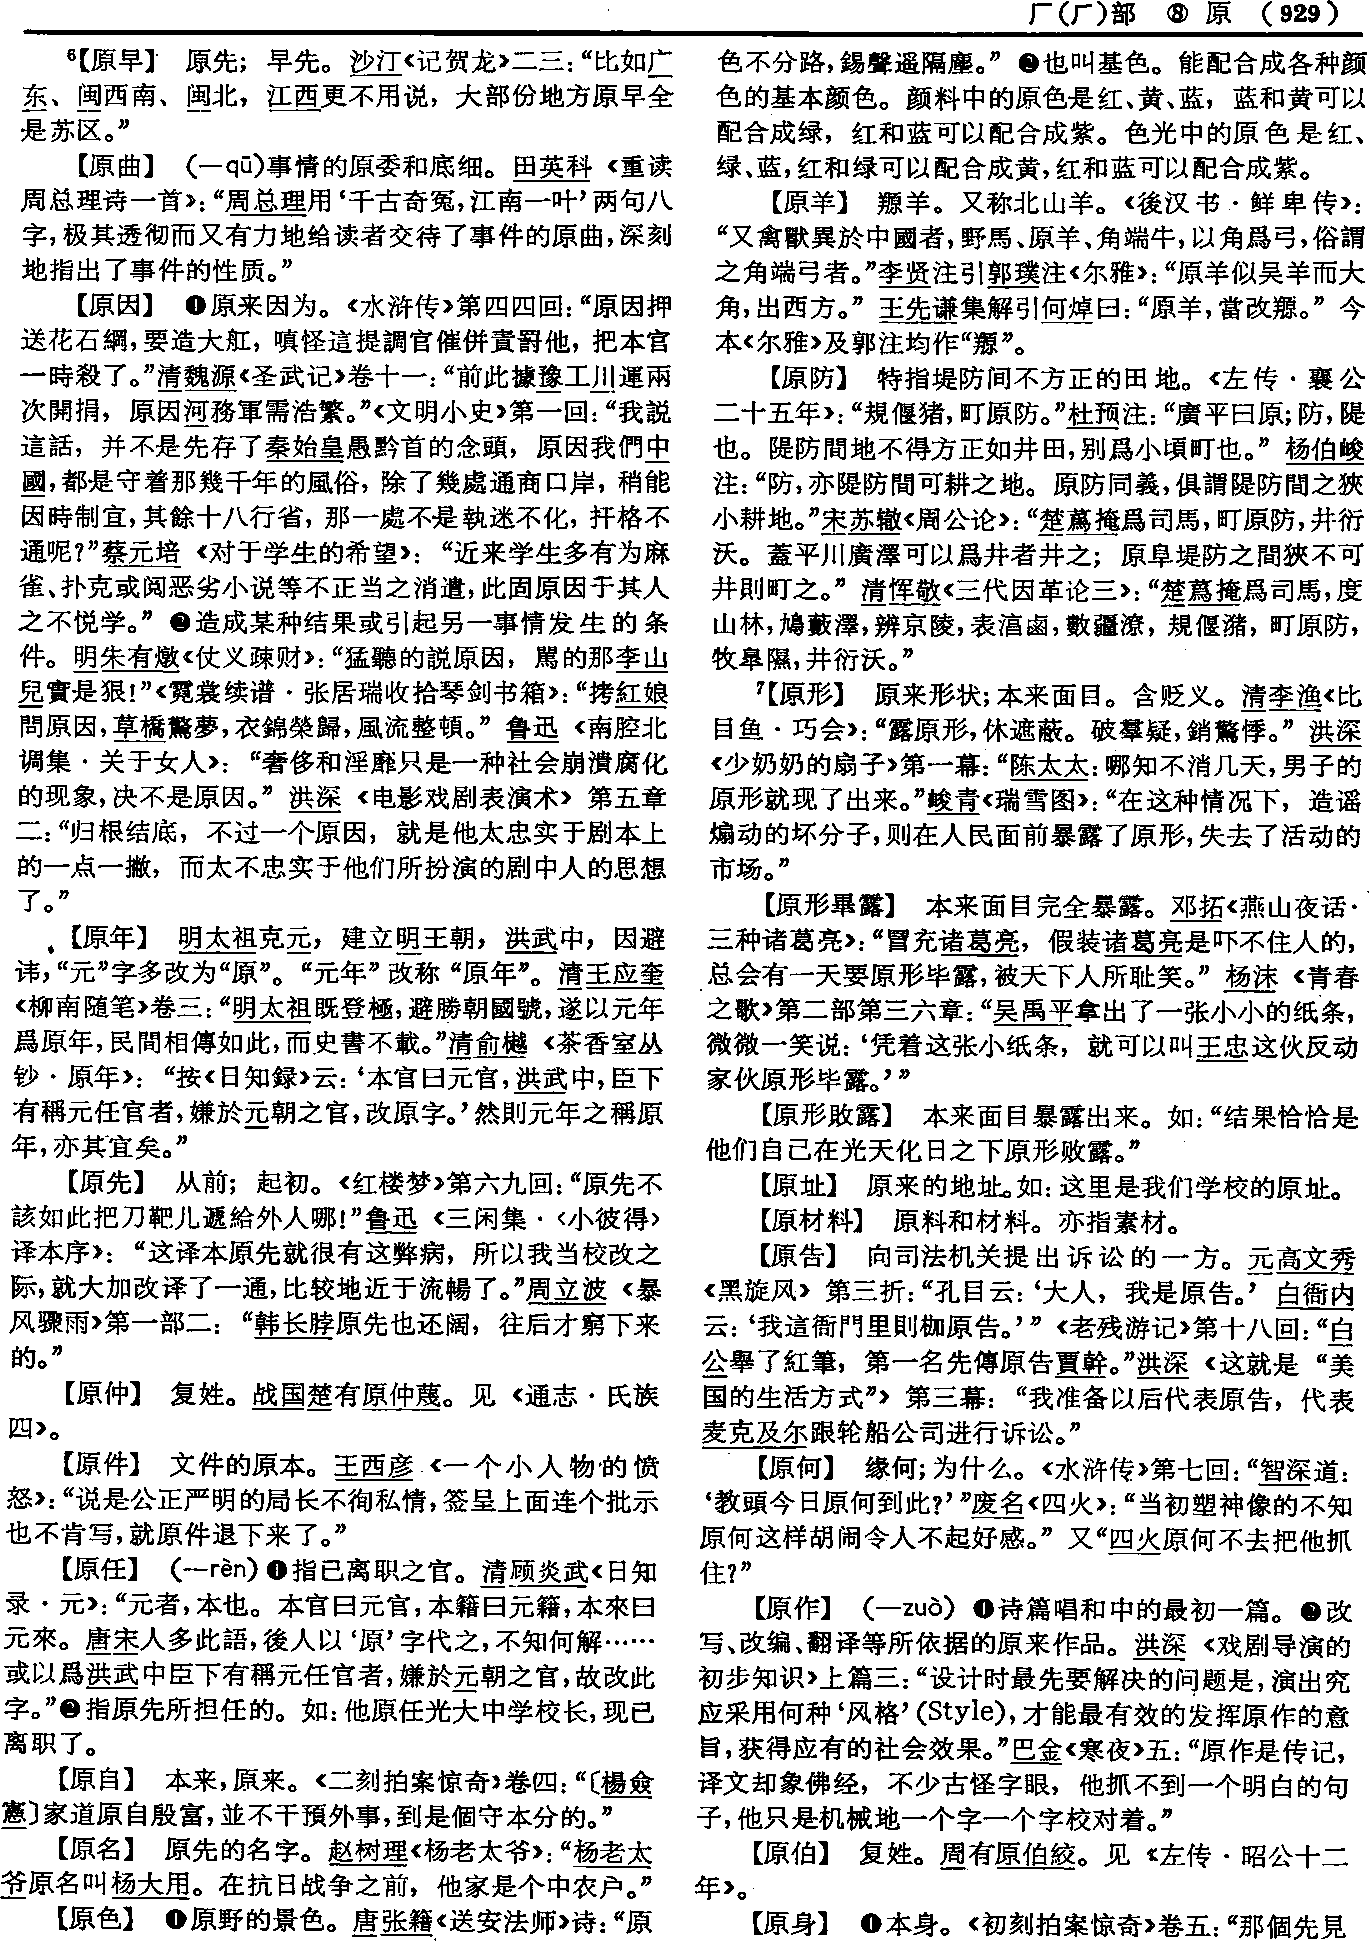 厂(厂)部 ⑧ 原 (929)
⁶【原早】 原先；早先。沙汀《记贺龙》二三：“比如广
东、闽西南、闽北，江西更不用说，大部份地方原早全
是苏区。”
【原曲】 (—qū)事情的原委和底细。田英科《重读
周总理诗一首》：“周总理用‘千古奇冤，江南一叶’两句八
字，极其透彻而又有力地给读者交待了事件的原曲，深刻
地指出了事件的性质。”
【原因】 ❶原来因为。《水浒传》第四四回：“原因押
送花石綱，要造大舡，嗔怪這提調官催併責罰他，把本官
一時殺了。”清魏源《圣武记》卷十一：“前此據豫工川運兩
次開捐，原因河務軍需浩繁。”《文明小史》第一回：“我説
這話，并不是先存了秦始皇愚黔首的念頭，原因我們中
國，都是守着那幾千年的風俗，除了幾處通商口岸，稍能
因時制宜，其餘十八行省，那一處不是執迷不化，扞格不
通呢？”蔡元培《对于学生的希望》：“近来学生多有为麻
雀、扑克或阅恶劣小说等不正当之消遣，此固原因于其人
之不悦学。” ❷造成某种结果或引起另一事情发生的条
件。明朱有燉《仗义疎财》：“猛聽的説原因，駡的那李山
兒實是狠！”《霓裳续谱·张居瑞收拾琴剑书箱》：“拷紅娘
問原因，草橋驚夢，衣錦榮歸，風流整頓。” 鲁迅《南腔北
调集·关于女人》：“奢侈和淫靡只是一种社会崩溃腐化
的现象，决不是原因。” 洪深《电影戏剧表演术》第五章
二：“归根结底，不过一个原因，就是他太忠实于剧本上
的一点一撇，而太不忠实于他们所扮演的剧中人的思想
了。”
【原年】 明太祖克元，建立明王朝，洪武中，因避
讳，“元”字多改为“原”。“元年”改称“原年”。清王应奎
《柳南随笔》卷三：“明太祖既登極，避勝朝國號，遂以元年
爲原年，民間相傳如此，而史書不載。”清俞樾《茶香室丛
钞·原年》：“按《日知録》云：‘本官曰元官，洪武中，臣下
有稱元任官者，嫌於元朝之官，改原字。’然則元年之稱原
年，亦其宜矣。”
【原先】 从前；起初。《红楼梦》第六九回：“原先不
該如此把刀靶儿遞給外人哪！”鲁迅《三闲集·〈小彼得〉
译本序》：“这译本原先就很有这弊病，所以我当校改之
际，就大加改译了一通，比较地近于流暢了。”周立波《暴
风骤雨》第一部二：“韩长脖原先也还阔，往后才窮下来
的。”
【原仲】 复姓。战国楚有原仲蔑。见《通志·氏族
四》。
【原件】 文件的原本。王西彦《一个小人物的愤
怒》：“说是公正严明的局长不徇私情，签呈上面连个批示
也不肯写，就原件退下来了。”
【原任】 (—rèn)❶指已离职之官。清顾炎武《日知
录·元》：“元者，本也。本官曰元官，本籍曰元籍，本來曰
元來。唐宋人多此語，後人以‘原’字代之，不知何解……
或以爲洪武中臣下有稱元任官者，嫌於元朝之官，故改此
字。”❷指原先所担任的。如：他原任光大中学校长，现已
离职了。
【原自】 本来，原来。《二刻拍案惊奇》卷四：“〔楊僉
憲〕家道原自殷富，並不干預外事，到是個守本分的。”
【原名】 原先的名字。赵树理《杨老太爷》：“杨老太
爷原名叫杨大用。在抗日战争之前，他家是个中农户。”
【原色】 ❶原野的景色。唐张籍《送安法师》诗：“原
色不分路，錫聲遥隔塵。” ❷也叫基色。能配合成各种颜
色的基本颜色。颜料中的原色是红、黄、蓝，蓝和黄可以
配合成绿，红和蓝可以配合成紫。色光中的原色是红、
绿、蓝，红和绿可以配合成黄，红和蓝可以配合成紫。
【原羊】 羱羊。又称北山羊。《後汉书·鲜卑传》：
“又禽獸異於中國者，野馬、原羊、角端牛，以角爲弓，俗謂
之角端弓者。”李贤注引郭璞注《尔雅》：“原羊似吴羊而大
角，出西方。” 王先谦集解引何焯曰：“原羊，當改羱。” 今
本《尔雅》及郭注均作“羱”。
【原防】 特指堤防间不方正的田地。《左传·襄公
二十五年》：“規偃猪，町原防。”杜预注：“廣平曰原；防，隄
也。隄防間地不得方正如井田，别爲小頃町也。” 杨伯峻
注：“防，亦隄防間可耕之地。原防同義，俱謂隄防間之狹
小耕地。”宋苏辙《周公论》：“楚蔿掩爲司馬，町原防，井衍
沃。蓋平川廣澤可以爲井者井之；原阜堤防之間狹不可
井則町之。” 清恽敬《三代因革论三》：“楚蔿掩爲司馬，度
山林，鳩藪澤，辨京陵，表淳鹵，數疆潦，規偃潴，町原防，
牧皋隰，井衍沃。”
⁷【原形】 原来形状；本来面目。含贬义。清李渔《比
目鱼·巧会》：“露原形，休遮蔽。破羣疑，銷驚悸。” 洪深
《少奶奶的扇子》第一幕：“陈太太：哪知不消几天，男子的
原形就现了出来。”峻青《瑞雪图》：“在这种情况下，造谣
煽动的坏分子，则在人民面前暴露了原形，失去了活动的
市场。”
【原形畢露】 本来面目完全暴露。邓拓《燕山夜话·
三种诸葛亮》：“冒充诸葛亮，假装诸葛亮是吓不住人的，
总会有一天要原形毕露，被天下人所耻笑。” 杨沫《青春
之歌》第二部第三六章：“吴禹平拿出了一张小小的纸条，
微微一笑说：‘凭着这张小纸条，就可以叫王忠这伙反动
家伙原形毕露。’”
【原形敗露】 本来面目暴露出来。如：“结果恰恰是
他们自己在光天化日之下原形败露。”
【原址】 原来的地址。如：这里是我们学校的原址。
【原材料】 原料和材料。亦指素材。
【原告】 向司法机关提出诉讼的一方。元高文秀
《黑旋风》第三折：“孔目云：‘大人，我是原告。’ 白衙内
云：‘我這衙門里則枷原告。’” 《老残游记》第十八回：“白
公舉了紅筆，第一名先傳原告賈幹。”洪深《这就是“美
国的生活方式”》第三幕：“我准备以后代表原告，代表
麦克及尔跟轮船公司进行诉讼。”
【原何】 缘何；为什么。《水浒传》第七回：“智深道：
‘教頭今日原何到此？’”废名《四火》：“当初塑神像的不知
原何这样胡闹令人不起好感。” 又“四火原何不去把他抓
住？”
【原作】 (—zuò) ❶诗篇唱和中的最初一篇。❷改
写、改编、翻译等所依据的原来作品。洪深《戏剧导演的
初步知识》上篇三：“设计时最先要解决的问题是，演出究
应采用何种‘风格’(Style)，才能最有效的发挥原作的意
旨，获得应有的社会效果。”巴金《寒夜》五：“原作是传记，
译文却象佛经，不少古怪字眼，他抓不到一个明白的句
子，他只是机械地一个字一个字校对着。”
【原伯】 复姓。周有原伯絞。见《左传·昭公十二
年》。
【原身】 ❶本身。《初刻拍案惊奇》卷五：“那個先見